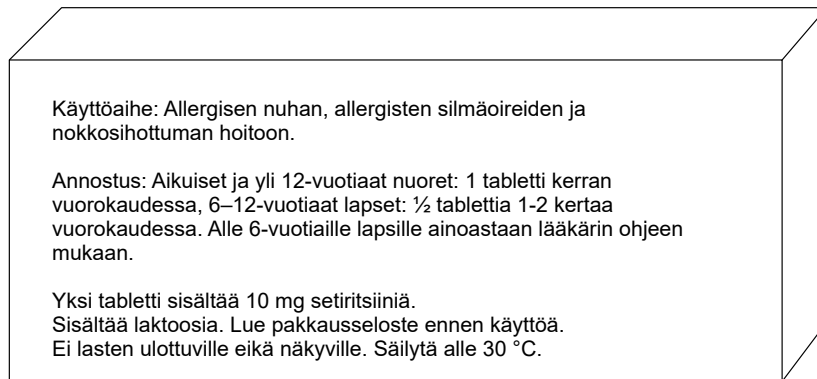 Käyttöaihe: Allergisen nuhan, allergisten silmäoireiden ja
nokkosihottuman hoitoon.
Annostus: Aikuiset ja yli 12-vuotiaat nuoret: 1 tabletti kerran
vuorokaudessa, 6–12-vuotiaat lapset: ½ tablettia 1-2 kertaa
vuorokaudessa. Alle 6-vuotiaille lapsille ainoastaan lääkärin ohjeen
mukaan.
Yksi tabletti sisältää 10 mg setiritsiiniä.
Sisältää laktoosia. Lue pakkausseloste ennen käyttöä.
Ei lasten ulottuville eikä näkyville. Säilytä alle 30 °C.